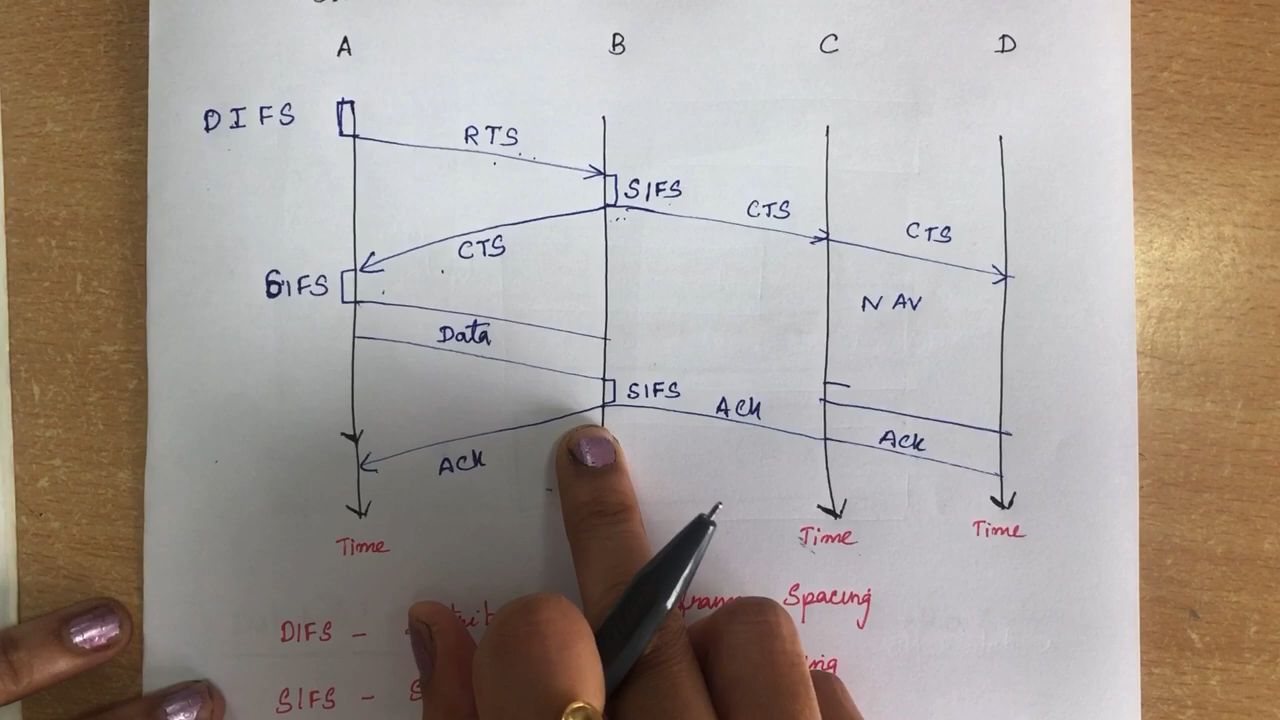 A B C D
DIFS
RTS
SIFS
CTS
CTS
CTS
SIFS
NAV
Data
SIFS
Ack
Ack
Ack
Time
Time
Time
DIFS - Spacing
SIFS -